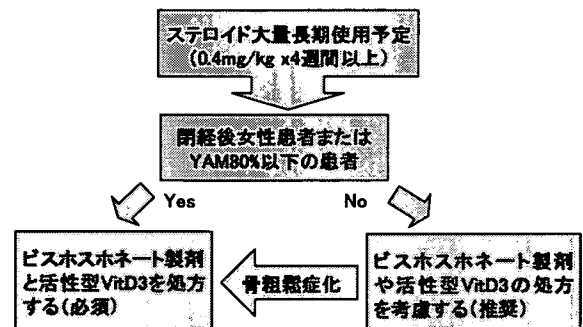 ステロイド大量長期使用予定
(0.4mg/kg x4週間以上)
閉経後女性患者または
YAM80%以下の患者
Yes
No
ビスホスホネート製剤
と活性型VitD3を処方
する(必須)
骨粗鬆症化
ビスホスホネート製剤
や活性型VitD3の処方
を考慮する(推奨)